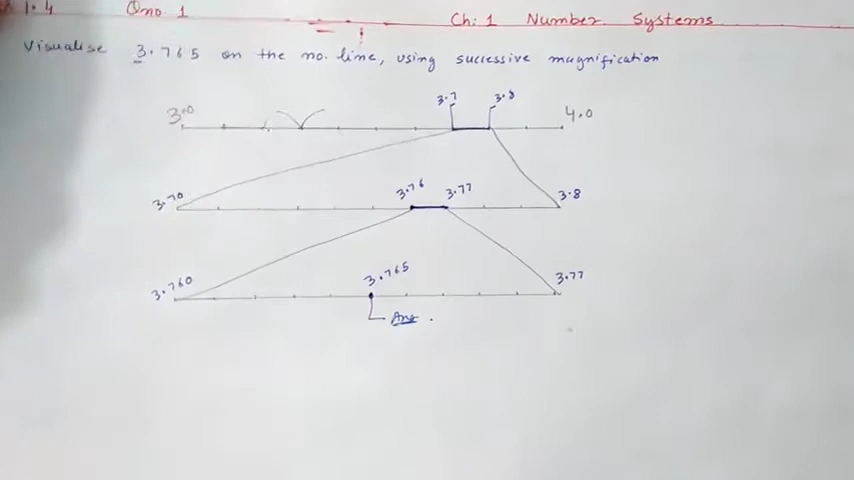 1.4 Qno. 1 Ch: 1 Number Systems
Visualise 3.765 on the no. line, using successive magnification
3.0 3.7 3.8 4.0
3.70 3.76 3.77 3.8
3.760 3.765 3.77
Ans.